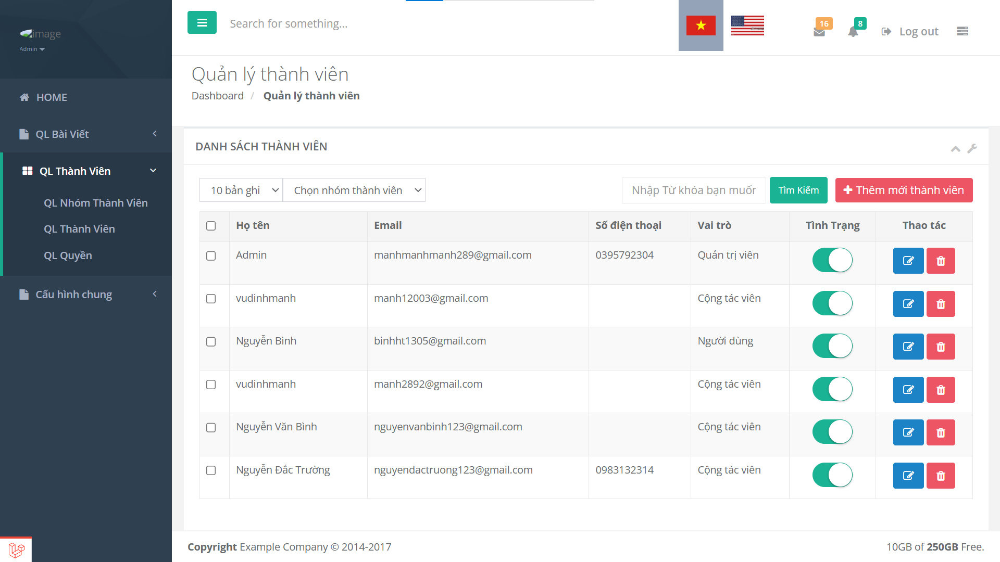 image
Admin
HOME
QL Bài Viết
QL Thành Viên
QL Nhóm Thành Viên
QL Thành Viên
QL Quyền
Cấu hình chung
Search for something...
16
8
Log out
Quản lý thành viên
Dashboard / Quản lý thành viên
DANH SÁCH THÀNH VIÊN
10 bản ghi
Chọn nhóm thành viên
Nhập Từ khóa bạn muốn
Tìm Kiếm
Thêm mới thành viên
Họ tên Email Số điện thoại Vai trò Tình Trạng Thao tác
Admin manhmanhmanh289@gmail.com 0395792304 Quản trị viên
vudinhmanh manh12003@gmail.com Cộng tác viên
Nguyễn Bình binhht1305@gmail.com Người dùng
vudinhmanh manh2892@gmail.com Cộng tác viên
Nguyễn Văn Bình nguyenvanbinh123@gmail.com Cộng tác viên
Nguyễn Đắc Trường nguyendactruong123@gmail.com 0983132314 Cộng tác viên
Copyright Example Company © 2014-2017
10GB of 250GB Free.